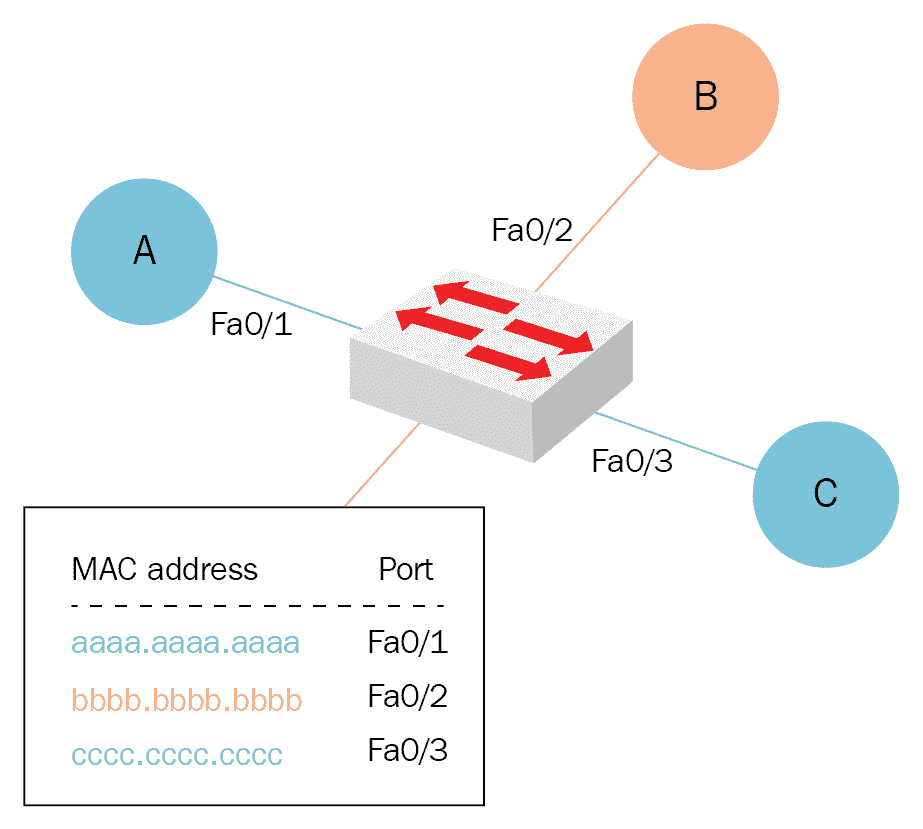 B
Fa0/2
A
Fa0/1
Fa0/3
C
MAC address Port
aaaa.aaaa.aaaa Fa0/1
bbbb.bbbb.bbbb Fa0/2
cccc.cccc.cccc Fa0/3